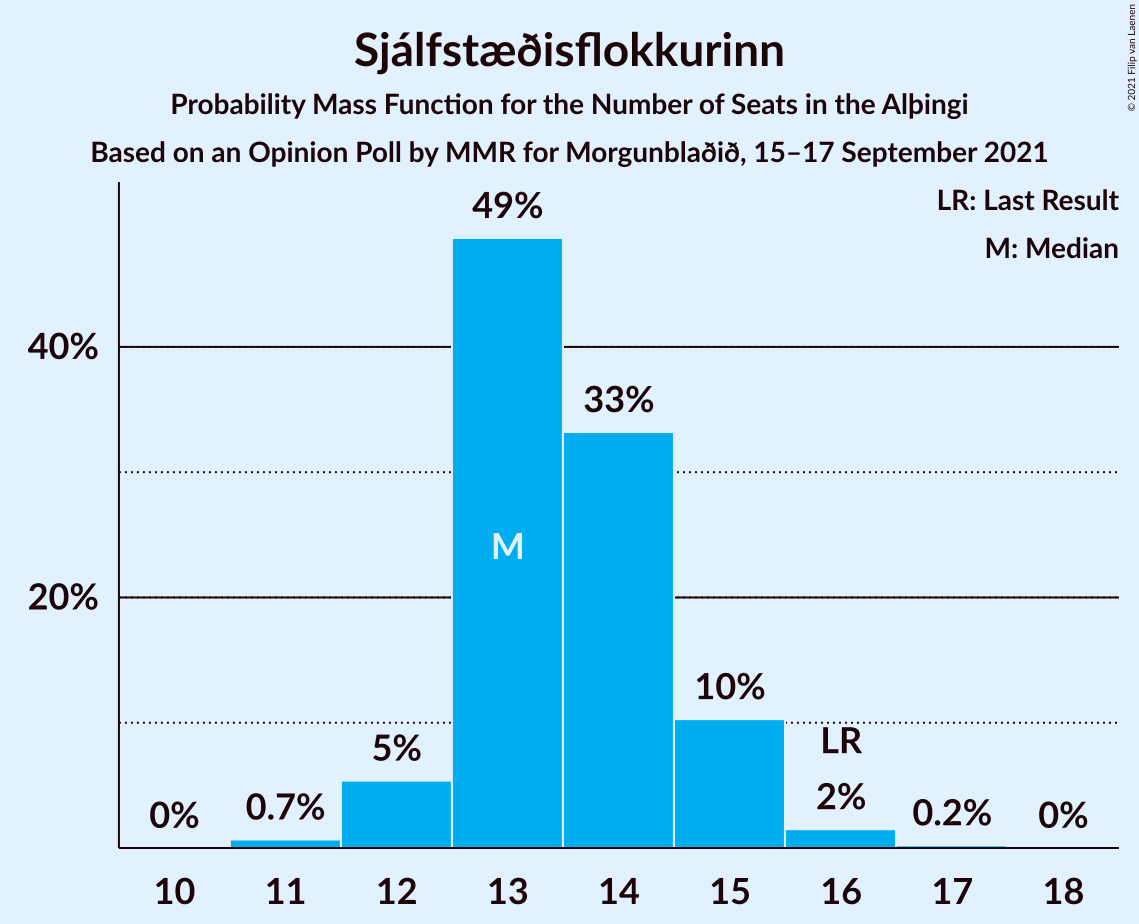 Sjálfstæðisflokkurinn
Probability Mass Function for the Number of Seats in the Alþingi
Based on an Opinion Poll by MMR for Morgunblaðið, 15–17 September 2021
© 2021 Filip van Laenen
LR: Last Result
M: Median
49%
40%
33%
M
20%
10%
LR
5%
2%
0% 0.7% 0.2% 0%
10 11 12 13 14 15 16 17 18